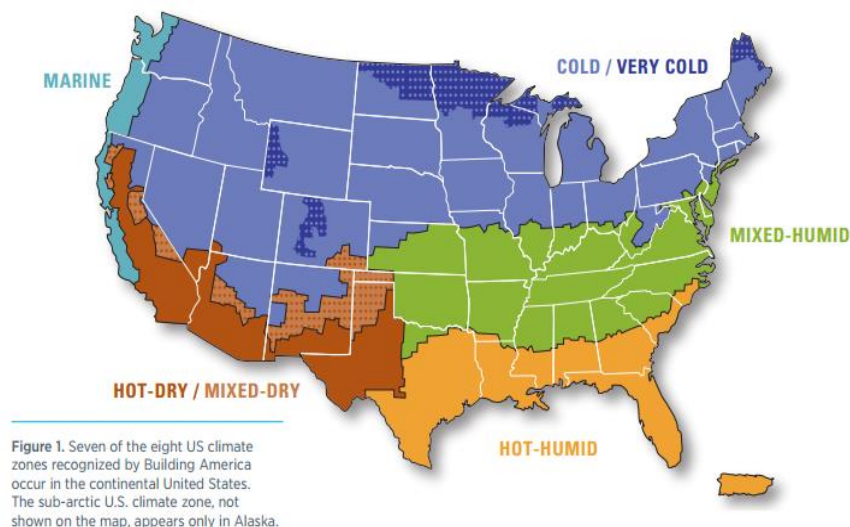 MARINE
COLD / VERY COLD
MIXED-HUMID
HOT-DRY / MIXED-DRY
HOT-HUMID
Figure 1. Seven of the eight US climate
zones recognized by Building America
occur in the continental United States.
The sub-arctic U.S. climate zone, not
shown on the map, appears only in Alaska.